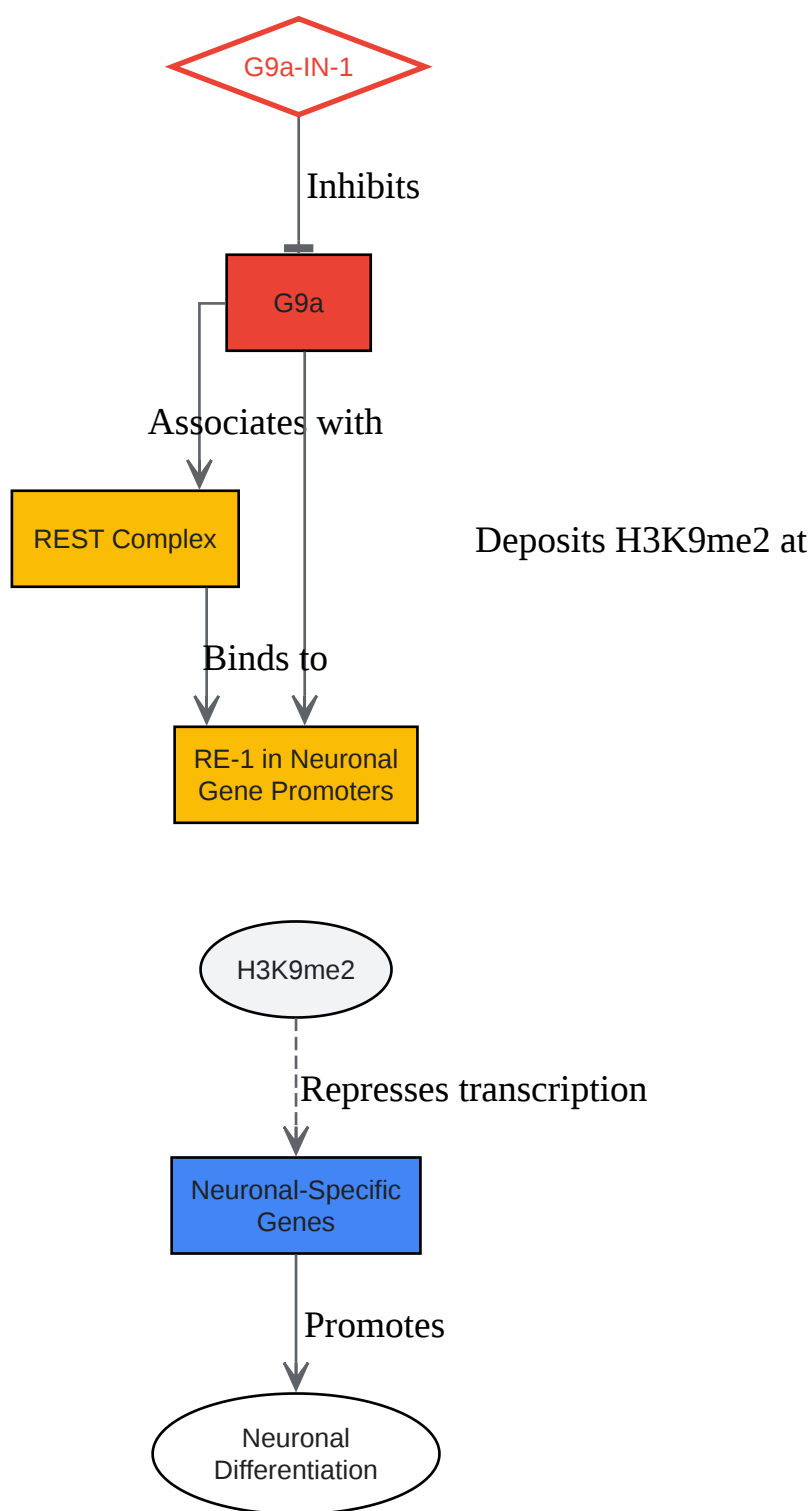 G9a-IN-1
Inhibits
G9a
Associates with
REST Complex
Deposits H3K9me2 at
Binds to
RE-1 in Neuronal
Gene Promoters
H3K9me2
Represses transcription
Neuronal-Specific
Genes
Promotes
Neuronal
Differentiation